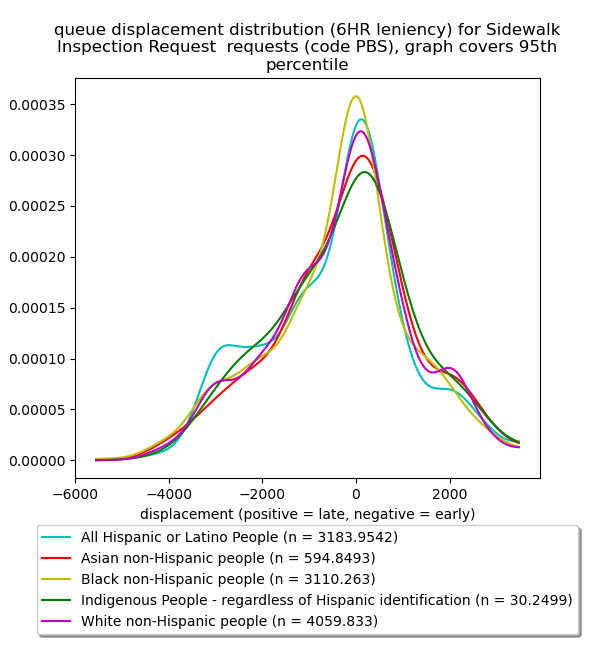 queue displacement distribution (6HR leniency) for Sidewalk
Inspection Request  requests (code PBS), graph covers 95th
percentile
0.00035
0.00030
0.00025
0.00020
0.00015
0.00010
0.00005
0.00000
−6000 −4000 −2000 0 2000
displacement (positive = late, negative = early)
All Hispanic or Latino People (n = 3183.9542)
Asian non-Hispanic people (n = 594.8493)
Black non-Hispanic people (n = 3110.263)
Indigenous People - regardless of Hispanic identification (n = 30.2499)
White non-Hispanic people (n = 4059.833)